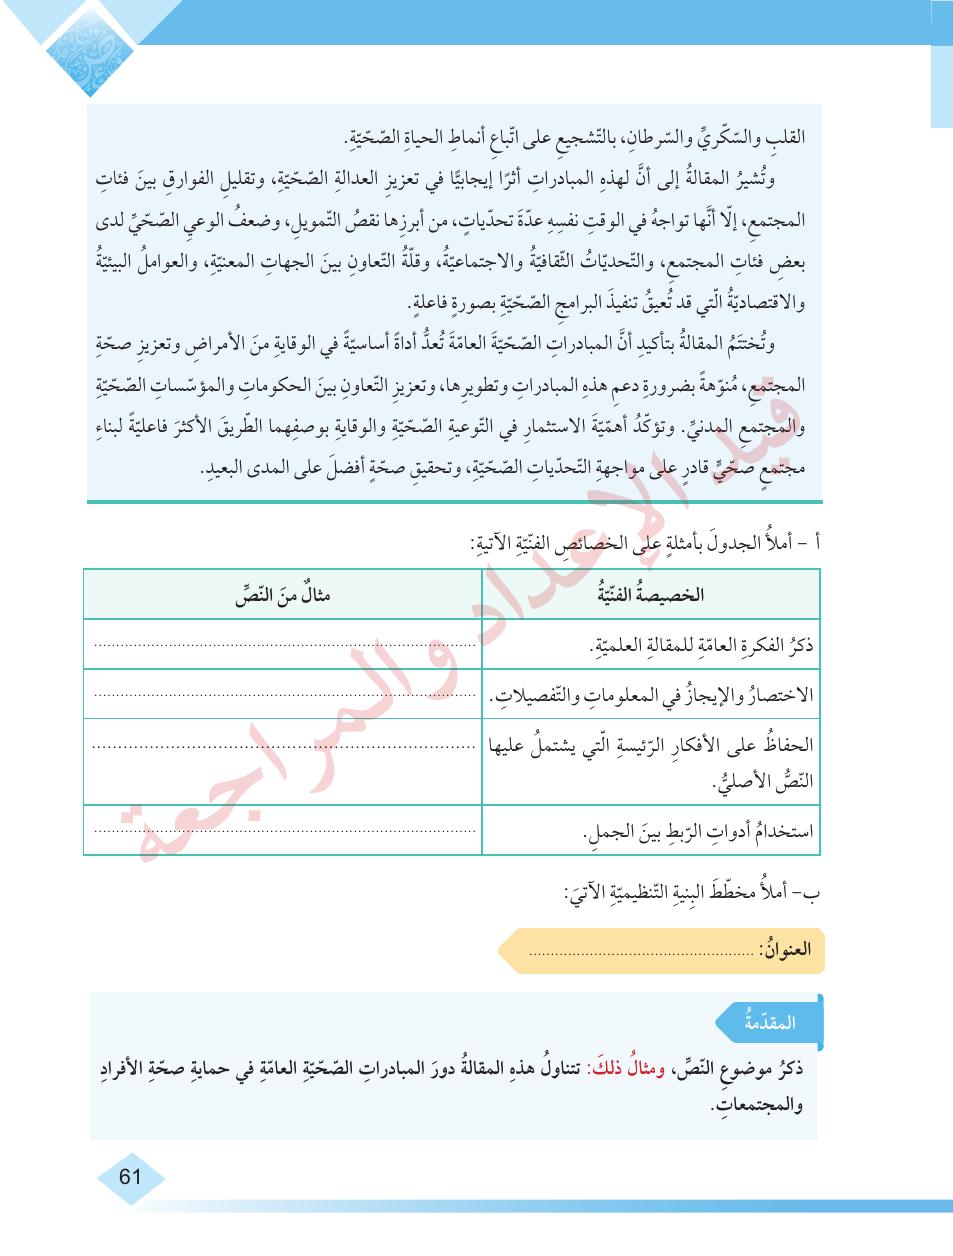 القلبِ والسّكّريِّ والسّرطانِ، بالتّشجيعِ على اتّباعِ أنماطِ الحياةِ الصّحّيّةِ.
وتُشيرُ المقالةُ إلى أنَّ لهذهِ المبادراتِ أثرًا إيجابيًّا في تعزيزِ العدالةِ الصّحّيّةِ، وتقليلِ الفوارقِ بينَ فئاتِ
المجتمعِ، إلّا أنَّها تواجهُ في الوقتِ نفسِهِ عدّةَ تحدّياتٍ، من أبرزِها نقصُ التّمويلِ، وضعفُ الوعيِ الصّحّيِّ لدى
بعضِ فئاتِ المجتمعِ، والتّحديّاتُ الثّقافيّةُ والاجتماعيّةُ، وقلّةُ التّعاونِ بينَ الجهاتِ المعنيّةِ، والعواملُ البيئيّةُ
والاقتصاديّةُ الّتي قد تُعيقُ تنفيذَ البرامجِ الصّحّيّةِ بصورةٍ فاعلةٍ.
وتُختتَمُ المقالةُ بتأكيدِ أنَّ المبادراتِ الصّحّيّةَ العامّةَ تُعدُّ أداةً أساسيّةً في الوقايةِ منَ الأمراضِ وتعزيزِ صحّةِ
المجتمعِ، مُنوّهةً بضرورةِ دعمِ هذهِ المبادراتِ وتطويرِها، وتعزيزِ التّعاونِ بينَ الحكوماتِ والمؤسّساتِ الصّحّيّةِ
والمجتمعِ المدنيِّ. وتؤكّدُ أهمّيّةَ الاستثمارِ في التّوعيةِ الصّحّيّةِ والوقايةِ بوصفِهما الطّريقَ الأكثرَ فاعليّةً لبناءِ
مجتمعٍ صحّيٍّ قادرٍ على مواجهةِ التّحدّياتِ الصّحّيّةِ، وتحقيقِ صحّةٍ أفضلَ على المدى البعيدِ.
أ – أملأُ الجدولَ بأمثلةٍ على الخصائصِ الفنّيّةِ الآتيةِ:
الخصيصةُ الفنّيّةُ مثالٌ منَ النّصِّ
ذكرُ الفكرةِ العامّةِ للمقالةِ العلميّةِ. ..........................................
الاختصارُ والإيجازُ في المعلوماتِ والتّفصيلاتِ. ..........................................
الحفاظُ على الأفكارِ الرّئيسةِ الّتي يشتملُ عليها ..........................................
النّصُّ الأصليُّ.
استخدامُ أدواتِ الرّبطِ بينَ الجملِ. ..........................................
ب– أملأُ مخطّطَ البِنيةِ التّنظيميّةِ الآتيَ:
العنوانُ: ..........................................
المقدّمةُ
ذكرُ موضوعِ النّصِّ، ومثالُ ذلكَ: تتناولُ هذهِ المقالةُ دورَ المبادراتِ الصّحّيّةِ العامّةِ في حمايةِ صحّةِ الأفرادِ
والمجتمعاتِ.
61
قيد الإعداد والمراجعة